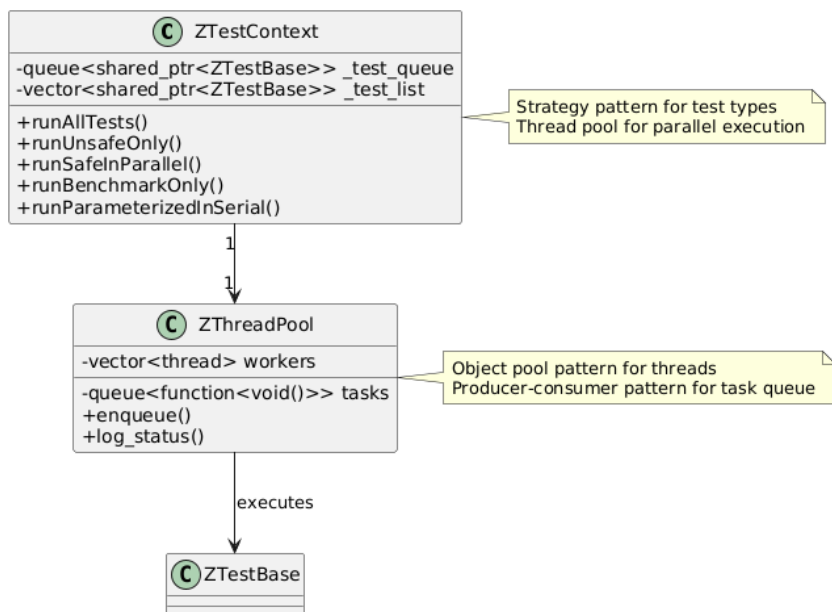 C ZTestContext
-queue<shared_ptr<ZTestBase>> _test_queue
-vector<shared_ptr<ZTestBase>> _test_list
+runAllTests()
+runUnsafeOnly()
+runSafeInParallel()
+runBenchmarkOnly()
+runParameterizedInSerial()
Strategy pattern for test types
Thread pool for parallel execution
1
1
C ZThreadPool
-vector<thread> workers
-queue<function<void()>> tasks
+enqueue()
+log_status()
Object pool pattern for threads
Producer-consumer pattern for task queue
executes
C ZTestBase